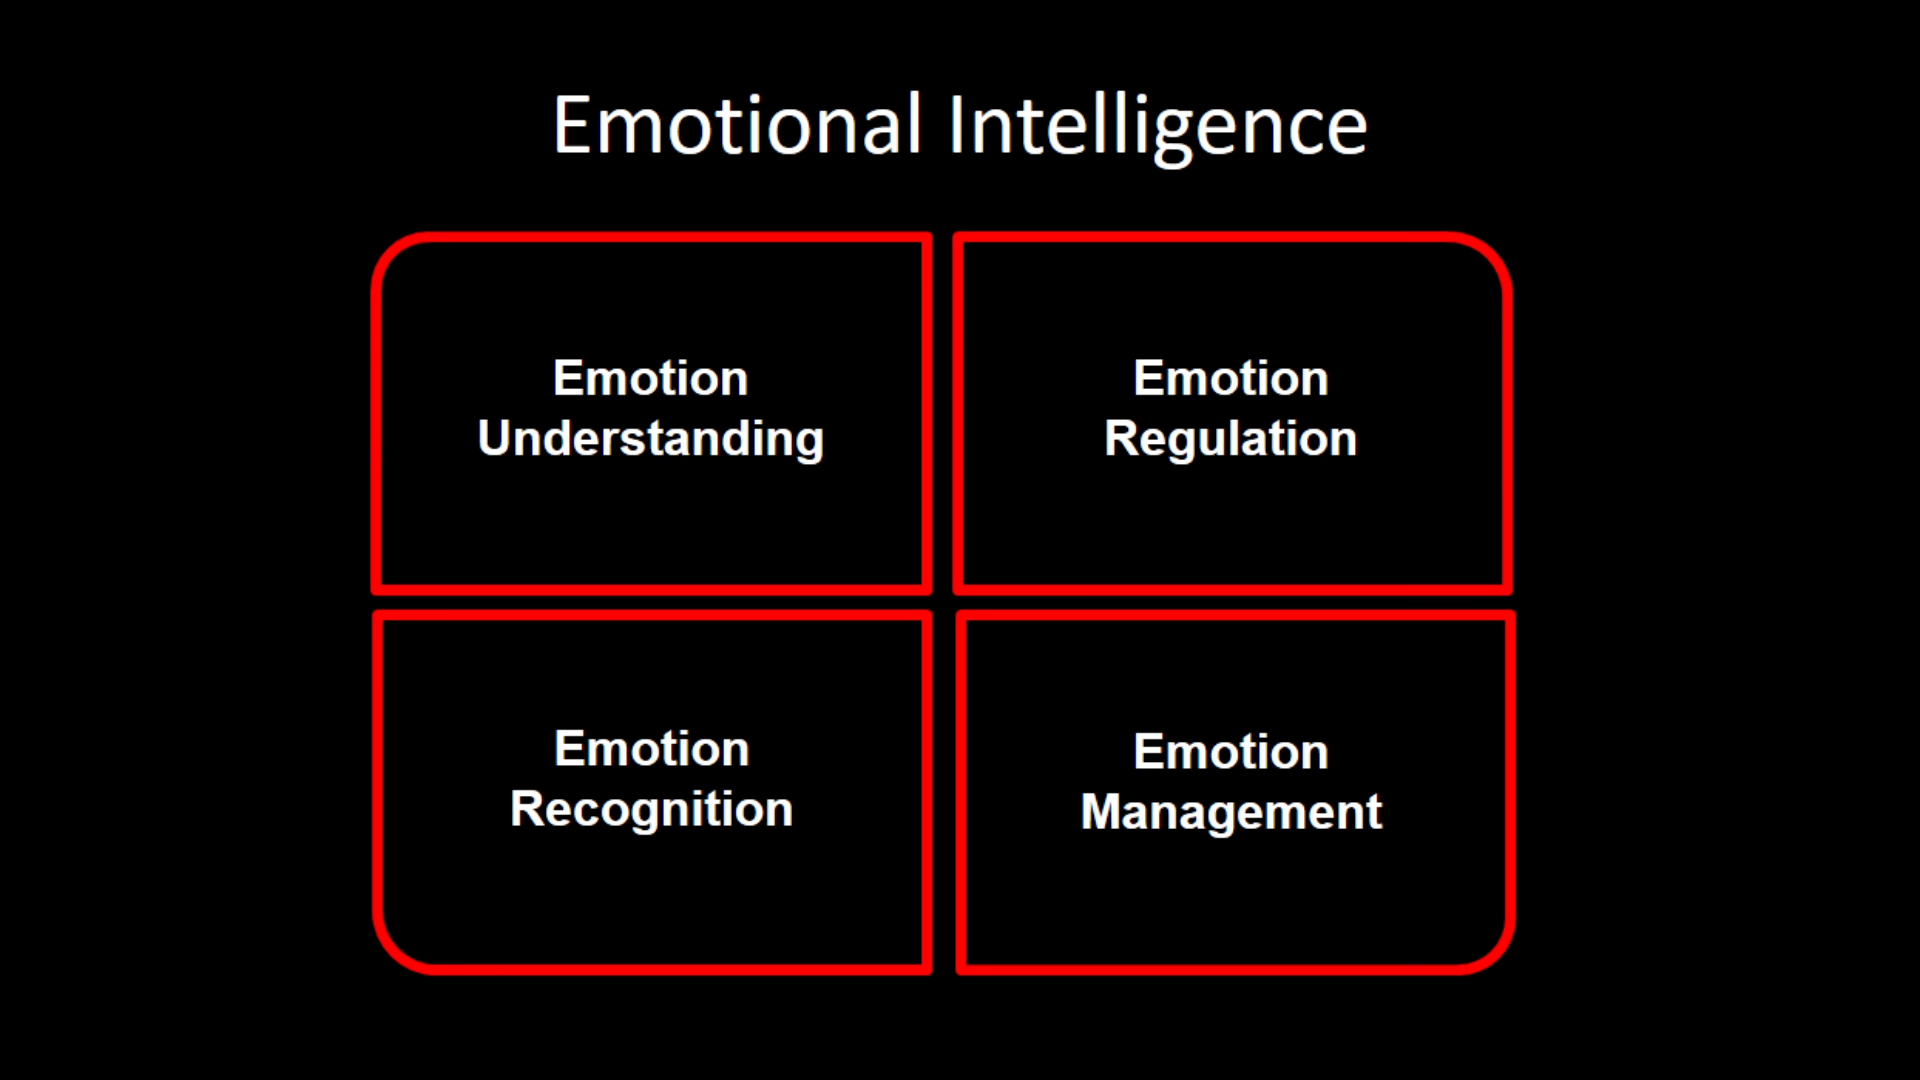 Emotional Intelligence
Emotion
Understanding
Emotion
Regulation
Emotion
Recognition
Emotion
Management